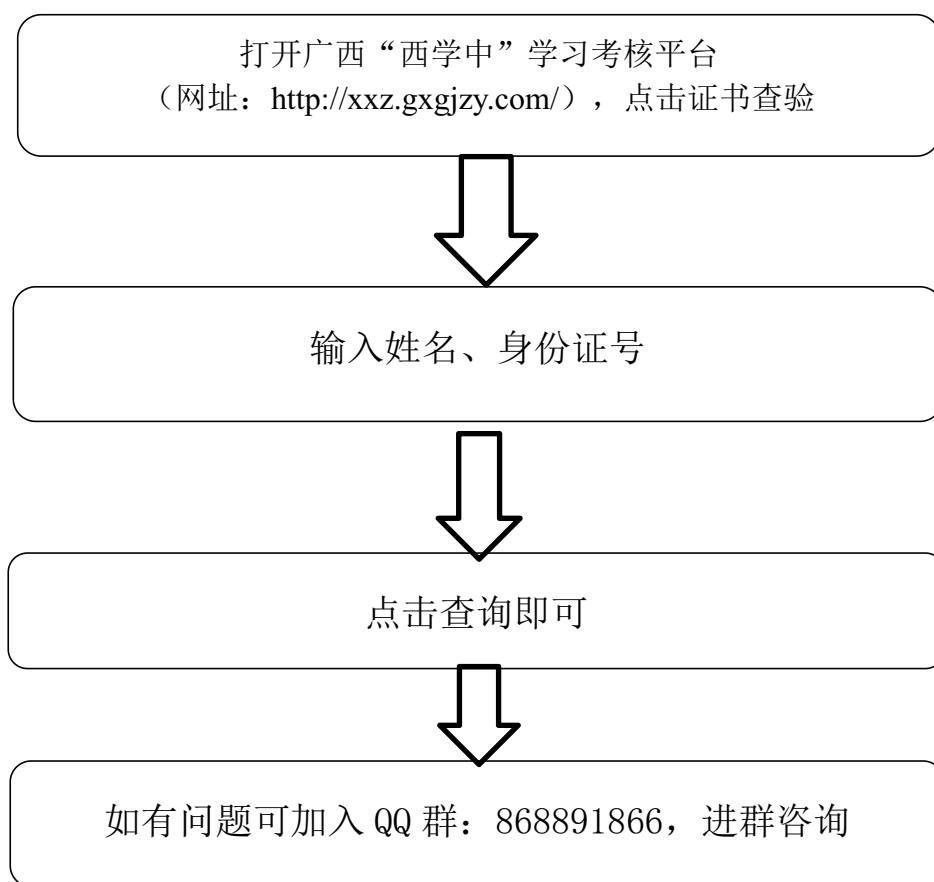 打开广西“西学中”学习考核平台
（网址：http://xxz.gxgjzy.com/），点击证书查验
输入姓名、身份证号
点击查询即可
如有问题可加入 QQ 群：868891866，进群咨询